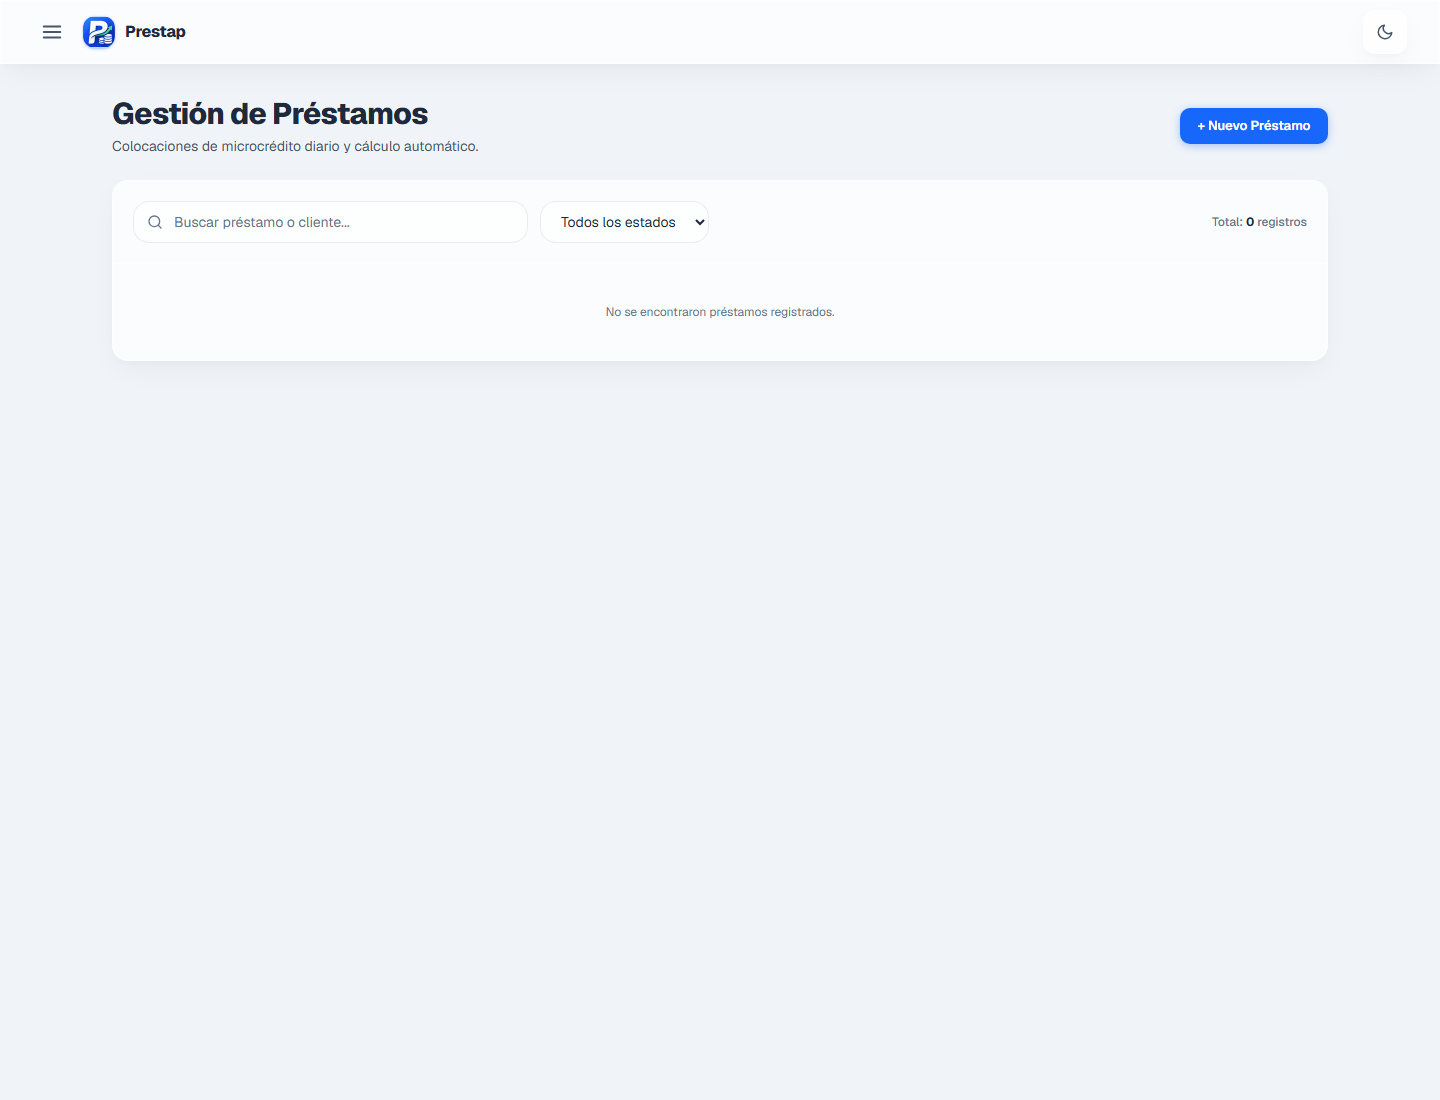 Prestap
Gestión de Préstamos
Colocaciones de microcrédito diario y cálculo automático.
+ Nuevo Préstamo
Buscar préstamo o cliente...
Todos los estados
Total: 0 registros
No se encontraron préstamos registrados.